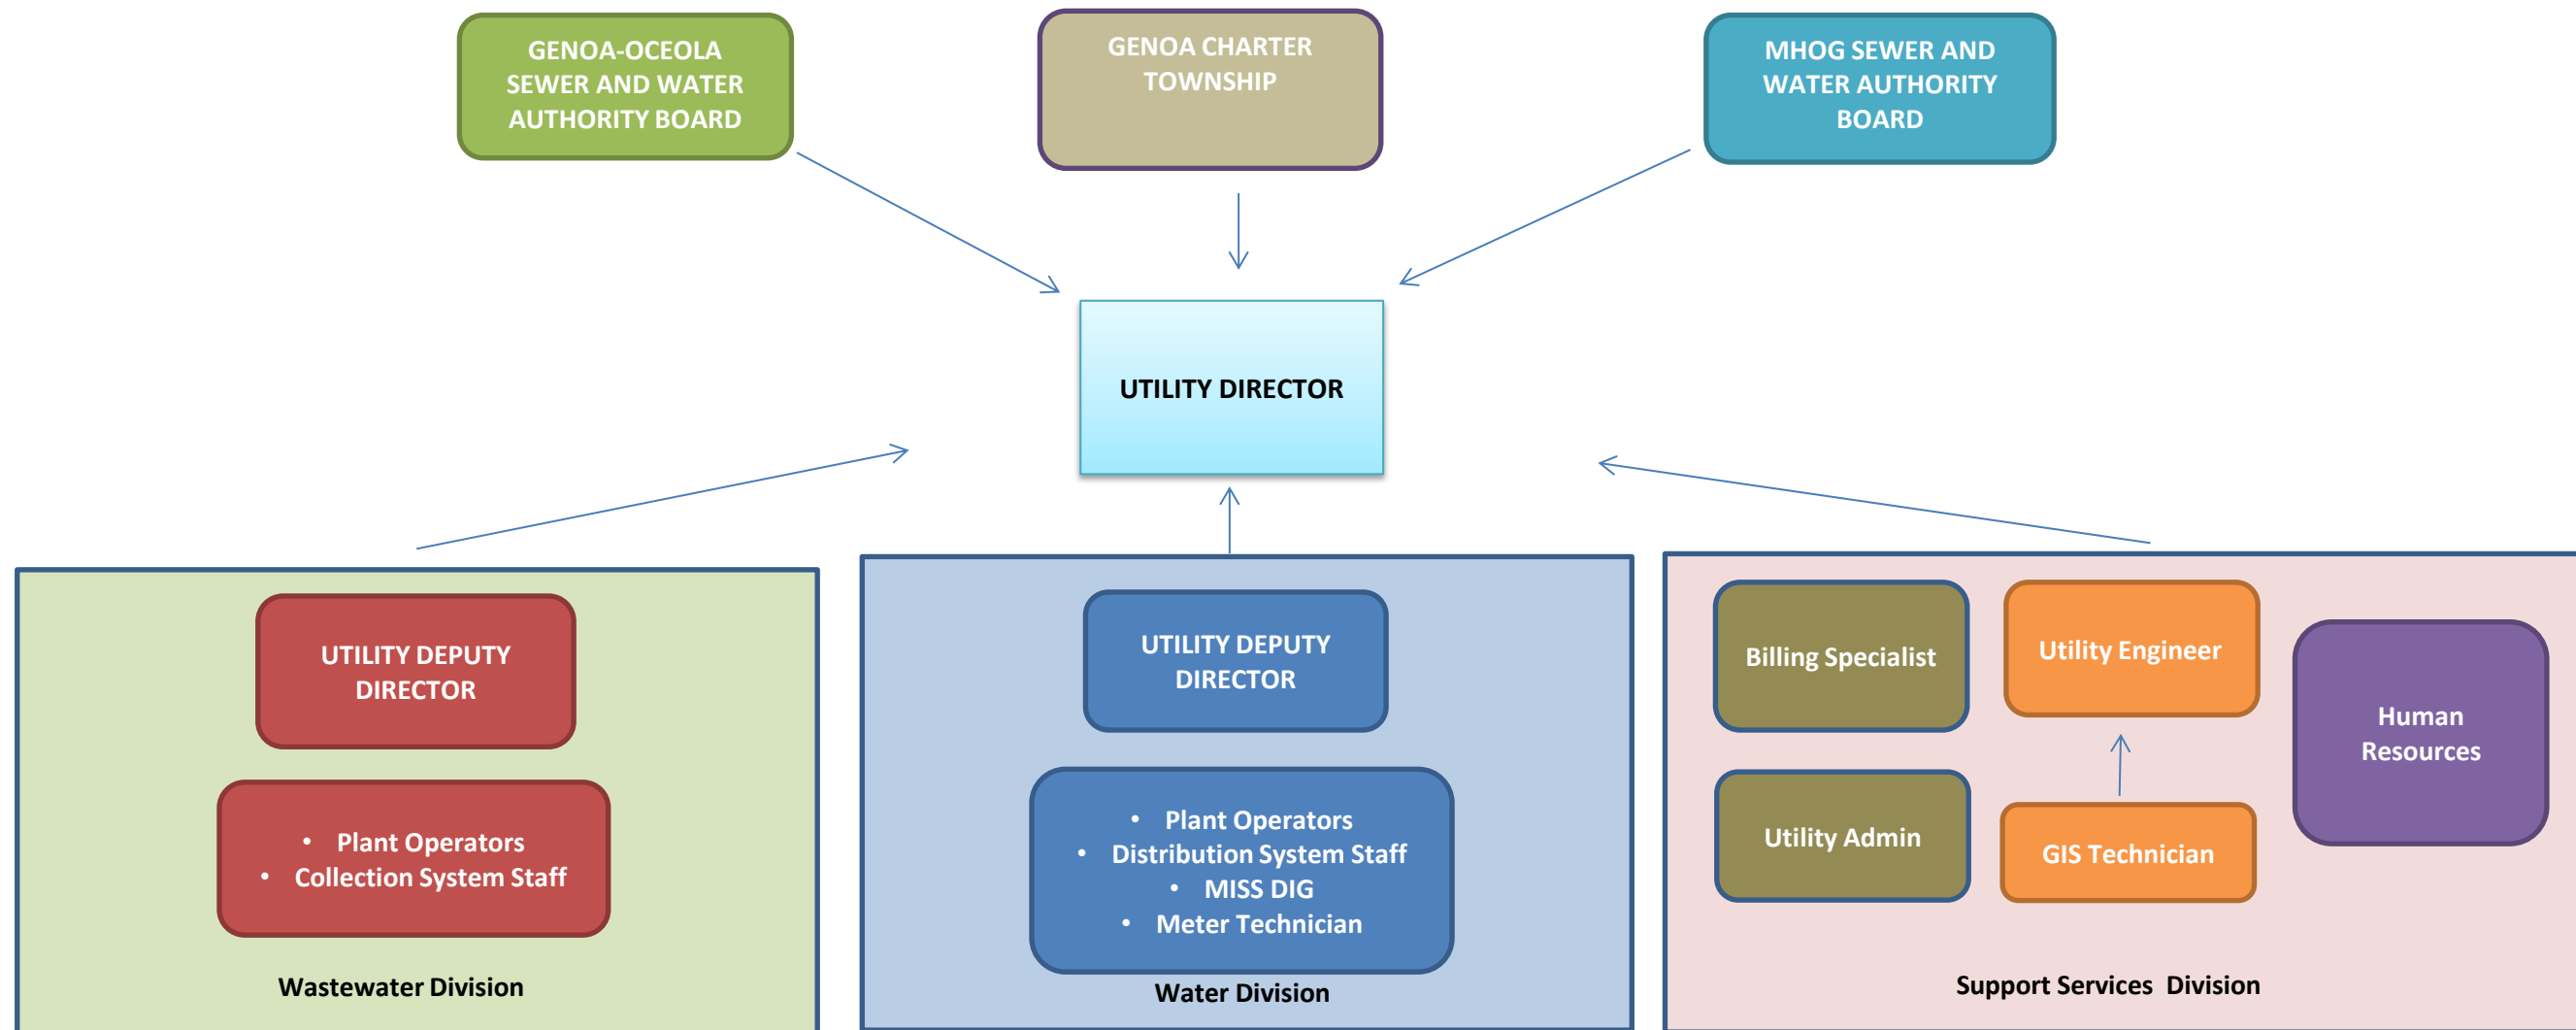 GENOA-OCEOLA
SEWER AND WATER
AUTHORITY BOARD
GENOA CHARTER
TOWNSHIP
MHOG SEWER AND
WATER AUTHORITY
BOARD
UTILITY DIRECTOR
UTILITY DEPUTY
DIRECTOR
• Plant Operators
• Collection System Staff
Wastewater Division
UTILITY DEPUTY
DIRECTOR
• Plant Operators
• Distribution System Staff
• MISS DIG
• Meter Technician
Water Division
Billing Specialist
Utility Engineer
Human
Resources
Utility Admin
GIS Technician
Support Services  Division